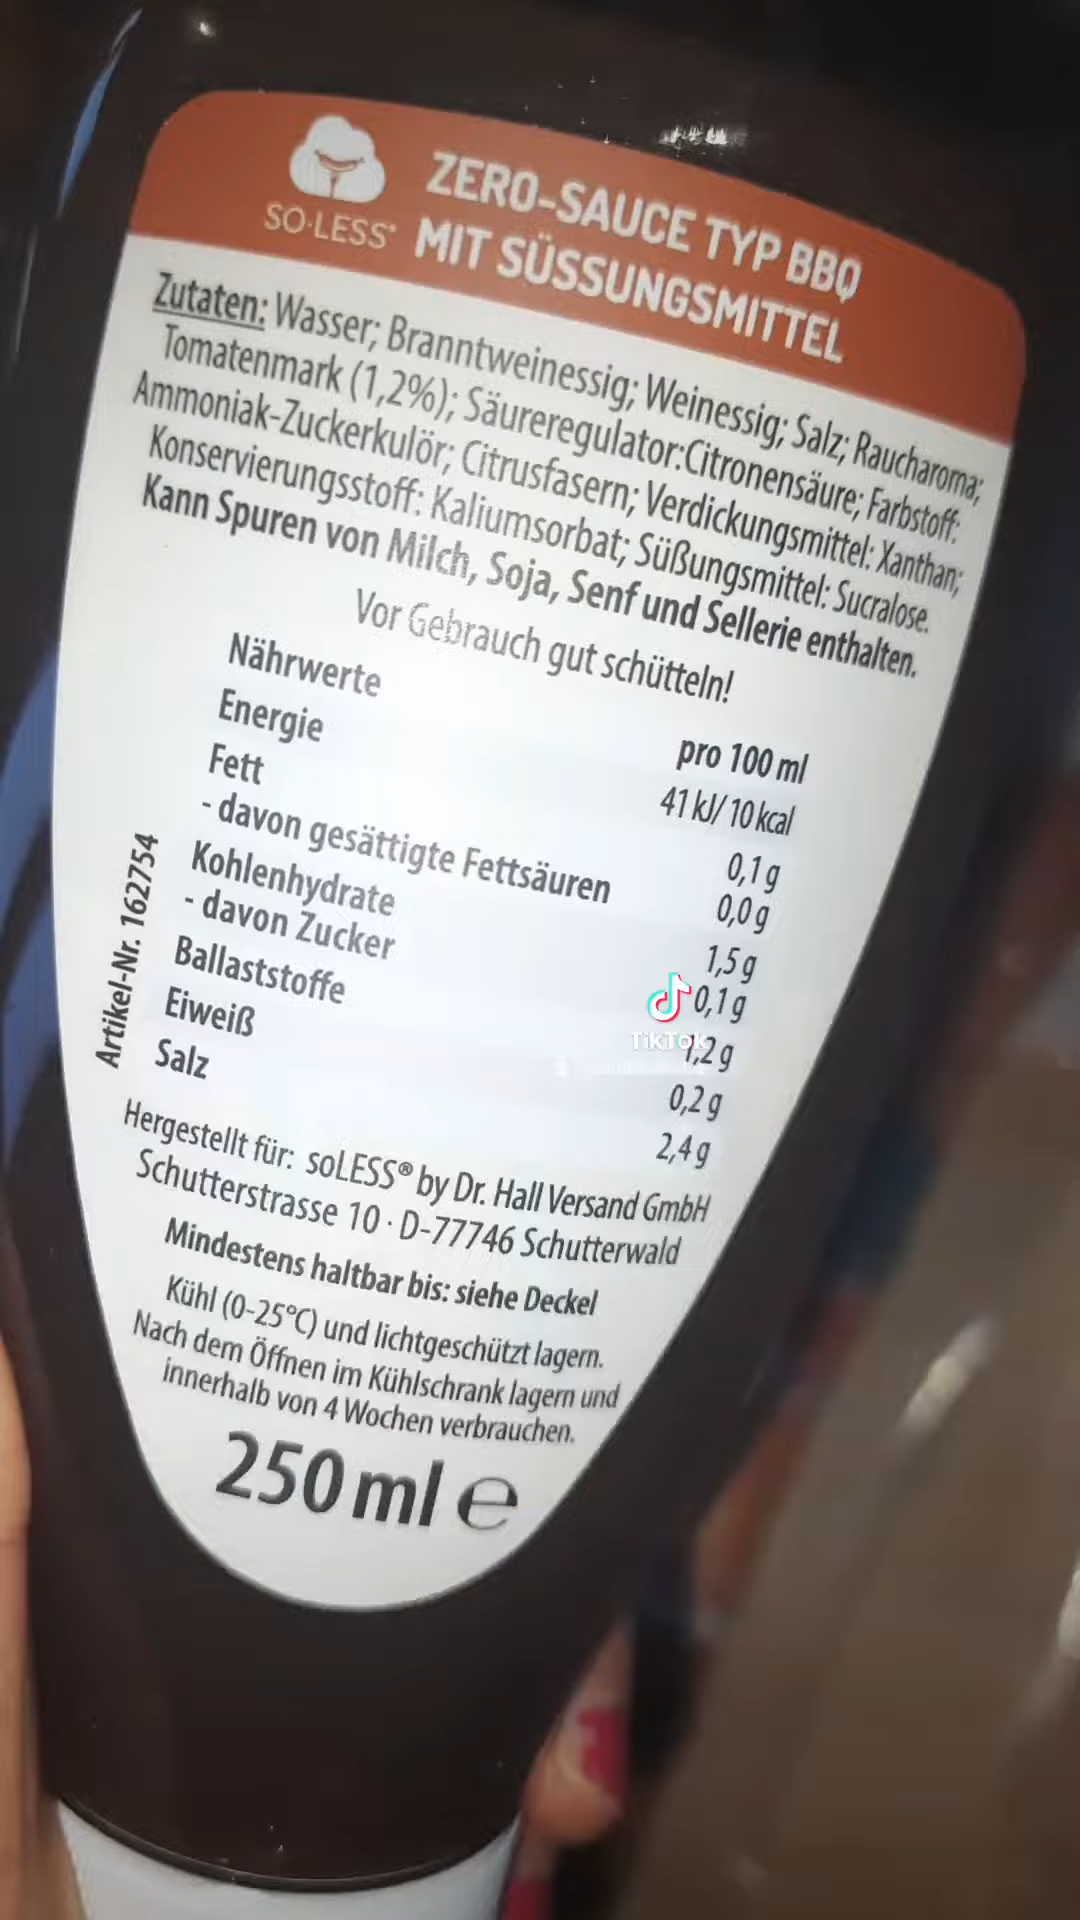 SO·LESS®
ZERO-SAUCE TYP BBQ
MIT SÜSSUNGSMITTEL
Zutaten: Wasser; Branntweinessig; Weinessig; Salz; Raucharoma;
Tomatenmark (1,2%); Säureregulator:Citronensäure; Farbstoff:
Ammoniak-Zuckerkulör; Citrusfasern; Verdickungsmittel: Xanthan;
Konservierungsstoff: Kaliumsorbat; Süßungsmittel: Sucralose.
Kann Spuren von Milch, Soja, Senf und Sellerie enthalten.
Vor Gebrauch gut schütteln!
Nährwerte pro 100 ml
Energie 41 kJ/ 10 kcal
Fett 0,1 g
- davon gesättigte Fettsäuren 0,0 g
Kohlenhydrate 1,5 g
- davon Zucker 0,1 g
Ballaststoffe 1,2 g
Eiweiß 0,2 g
Salz 2,4 g
Artikel-Nr. 162754
TikTok
Hergestellt für: soLESS® by Dr. Hall Versand GmbH
Schutterstrasse 10 · D-77746 Schutterwald
Mindestens haltbar bis: siehe Deckel
Kühl (0-25°C) und lichtgeschützt lagern.
Nach dem Öffnen im Kühlschrank lagern und
innerhalb von 4 Wochen verbrauchen.
250 ml e